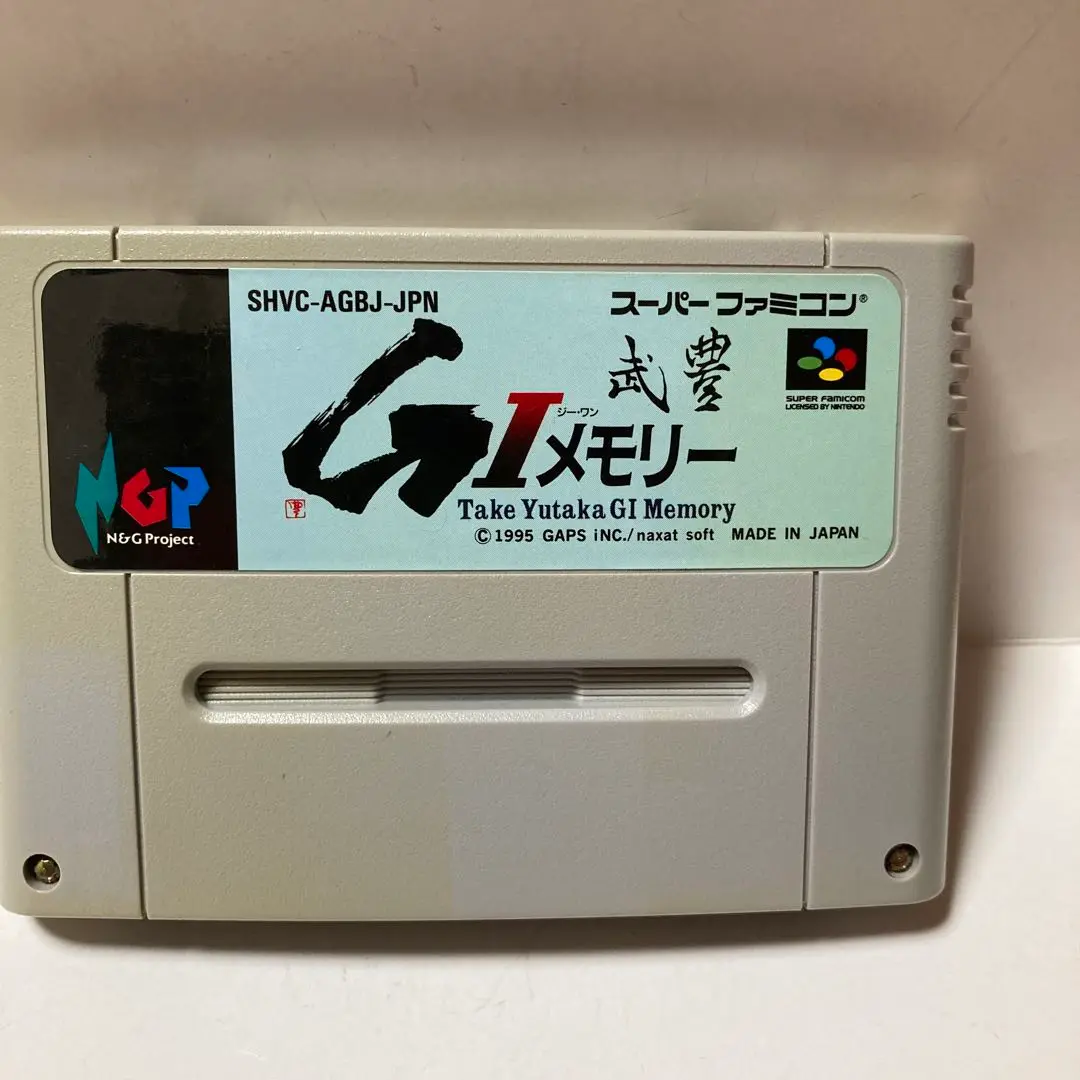 SHVC-AGBJ-JPN
スーパーファミコン®
武豊
SUPER FAMICOM
LICENSED BY NINTENDO
ジー・ワン
GIメモリー
Take Yutaka GI Memory
NGP
N&G Project
©1995 GAPS iNC./naxat soft MADE IN JAPAN